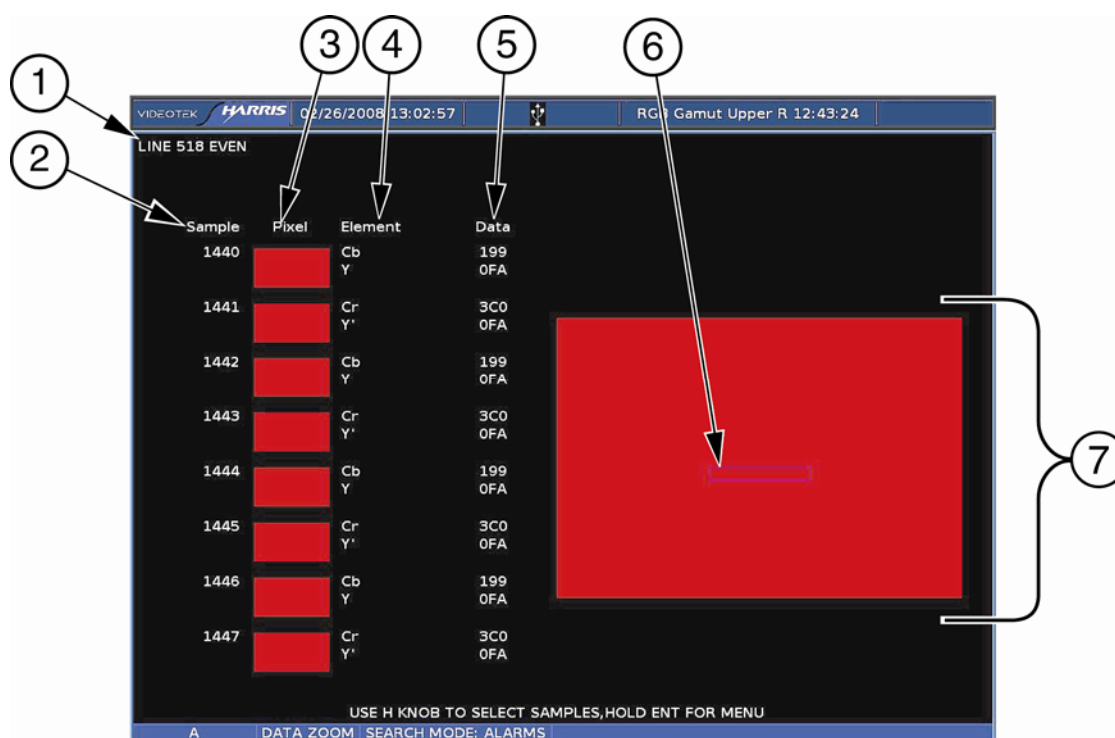 3 4 5 6
1
2
VIDEOTEK HARRIS 02/26/2008 13:02:57 RGB Gamut Upper R 12:43:24
LINE 518 EVEN
Sample Pixel Element Data
1440 Cb 199
Y 0FA
1441 Cr 3C0
Y' 0FA
1442 Cb 199
Y 0FA
1443 Cr 3C0
Y' 0FA
1444 Cb 199
Y 0FA
1445 Cr 3C0
Y' 0FA
1446 Cb 199
Y 0FA
1447 Cr 3C0
Y' 0FA
7
USE H KNOB TO SELECT SAMPLES,HOLD ENT FOR MENU
A DATA ZOOM SEARCH MODE: ALARMS